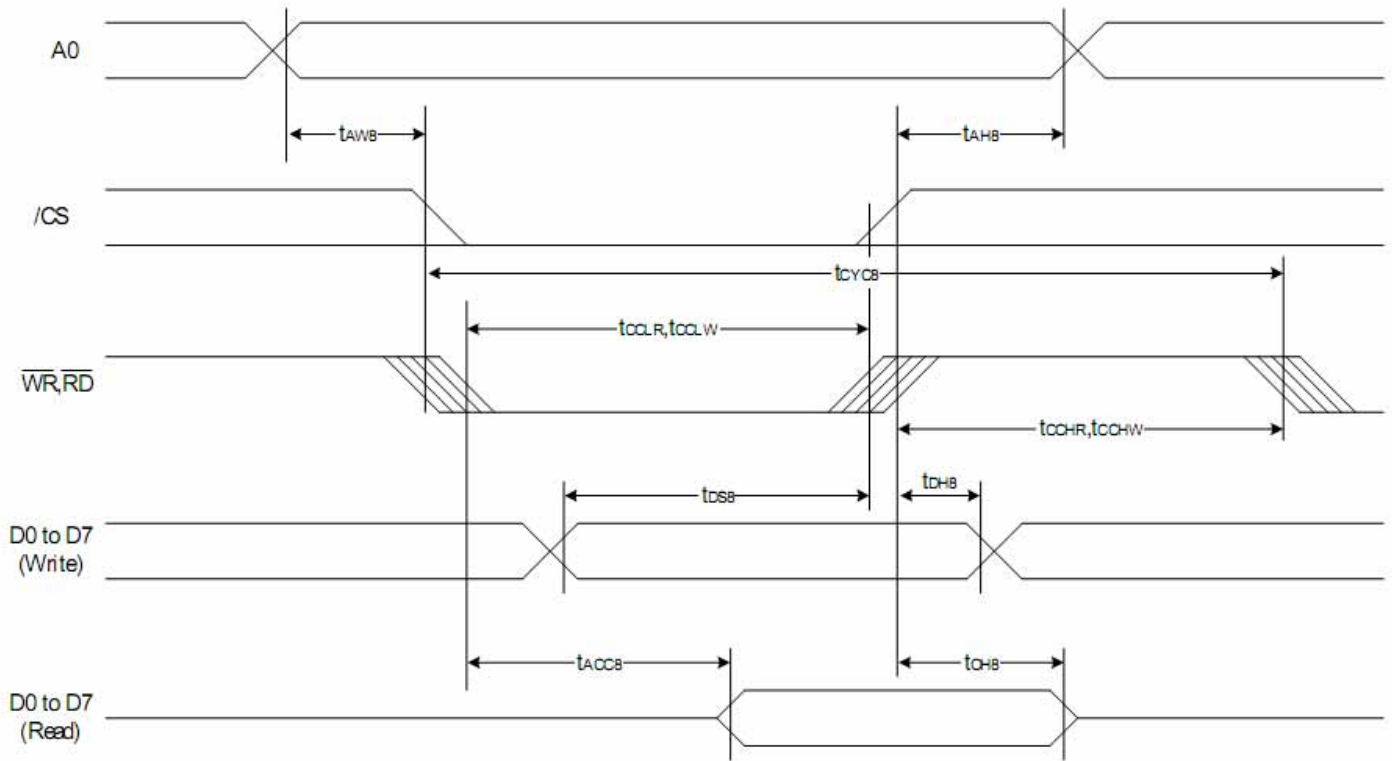 A0
tAW8
tAH8
/CS
tCYC8
tCCLR,tCCLW
WR,RD
tCCHR,tCCHW
tDS8
tDH8
D0 to D7
(Write)
tACC8
tOH8
D0 to D7
(Read)